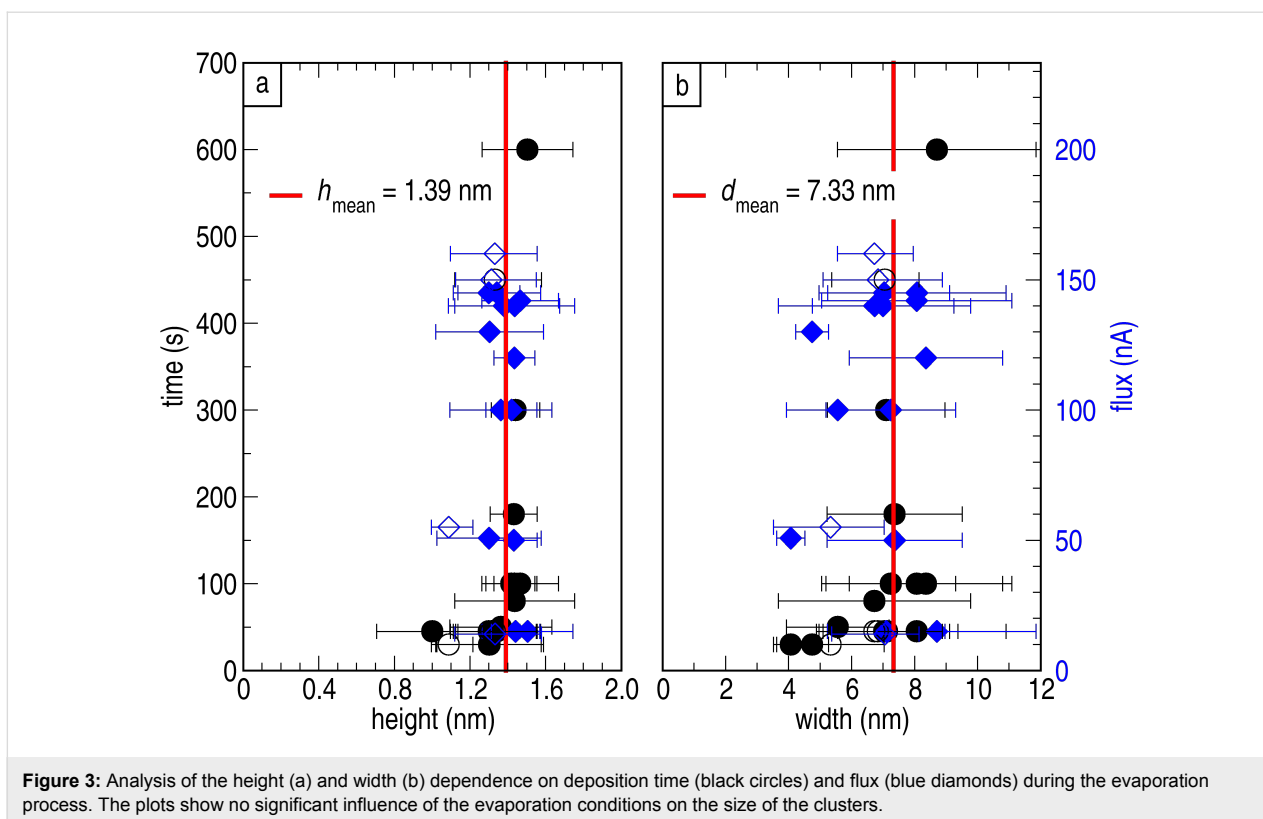 a
b
700
600
500
400
300
200
100
0
time (s)
h_mean = 1.39 nm
d_mean = 7.33 nm
200
150
100
50
0
flux (nA)
0 0.4 0.8 1.2 1.6 2.0
height (nm)
0 2 4 6 8 10 12
width (nm)
Figure 3: Analysis of the height (a) and width (b) dependence on deposition time (black circles) and flux (blue diamonds) during the evaporation
process. The plots show no significant influence of the evaporation conditions on the size of the clusters.